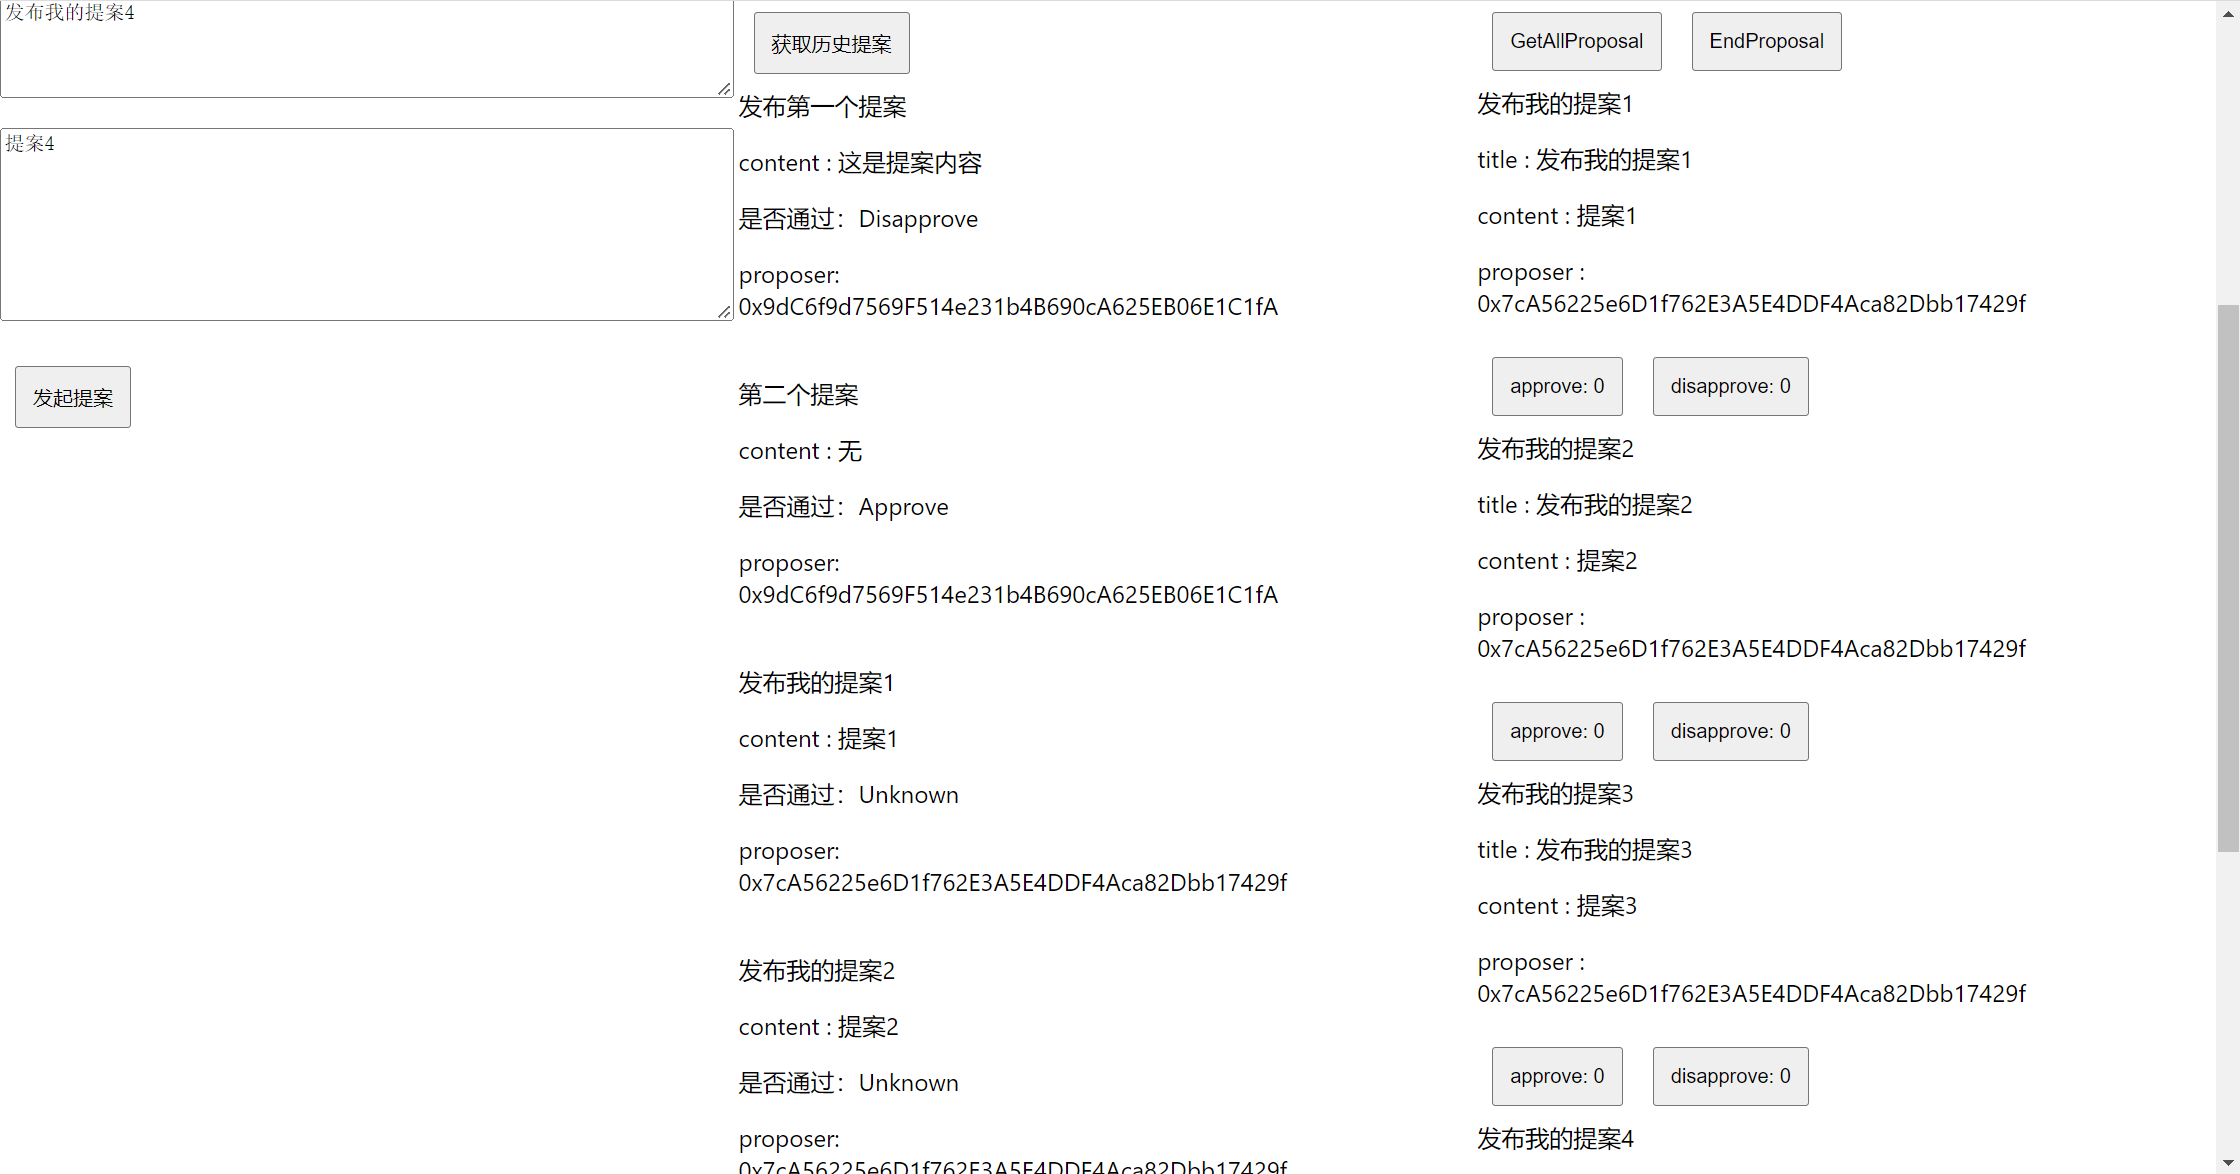 发布我的提案4
提案4
发起提案
获取历史提案
发布第一个提案
content : 这是提案内容
是否通过：Disapprove
proposer:
0x9dC6f9d7569F514e231b4B690cA625EB06E1C1fA
第二个提案
content : 无
是否通过：Approve
proposer:
0x9dC6f9d7569F514e231b4B690cA625EB06E1C1fA
发布我的提案1
content : 提案1
是否通过：Unknown
proposer:
0x7cA56225e6D1f762E3A5E4DDF4Aca82Dbb17429f
发布我的提案2
content : 提案2
是否通过：Unknown
proposer:
0x7cA56225e6D1f762E3A5E4DDF4Aca82Dbb17429f
GetAllProposal EndProposal
发布我的提案1
title : 发布我的提案1
content : 提案1
proposer :
0x7cA56225e6D1f762E3A5E4DDF4Aca82Dbb17429f
approve: 0 disapprove: 0
发布我的提案2
title : 发布我的提案2
content : 提案2
proposer :
0x7cA56225e6D1f762E3A5E4DDF4Aca82Dbb17429f
approve: 0 disapprove: 0
发布我的提案3
title : 发布我的提案3
content : 提案3
proposer :
0x7cA56225e6D1f762E3A5E4DDF4Aca82Dbb17429f
approve: 0 disapprove: 0
发布我的提案4